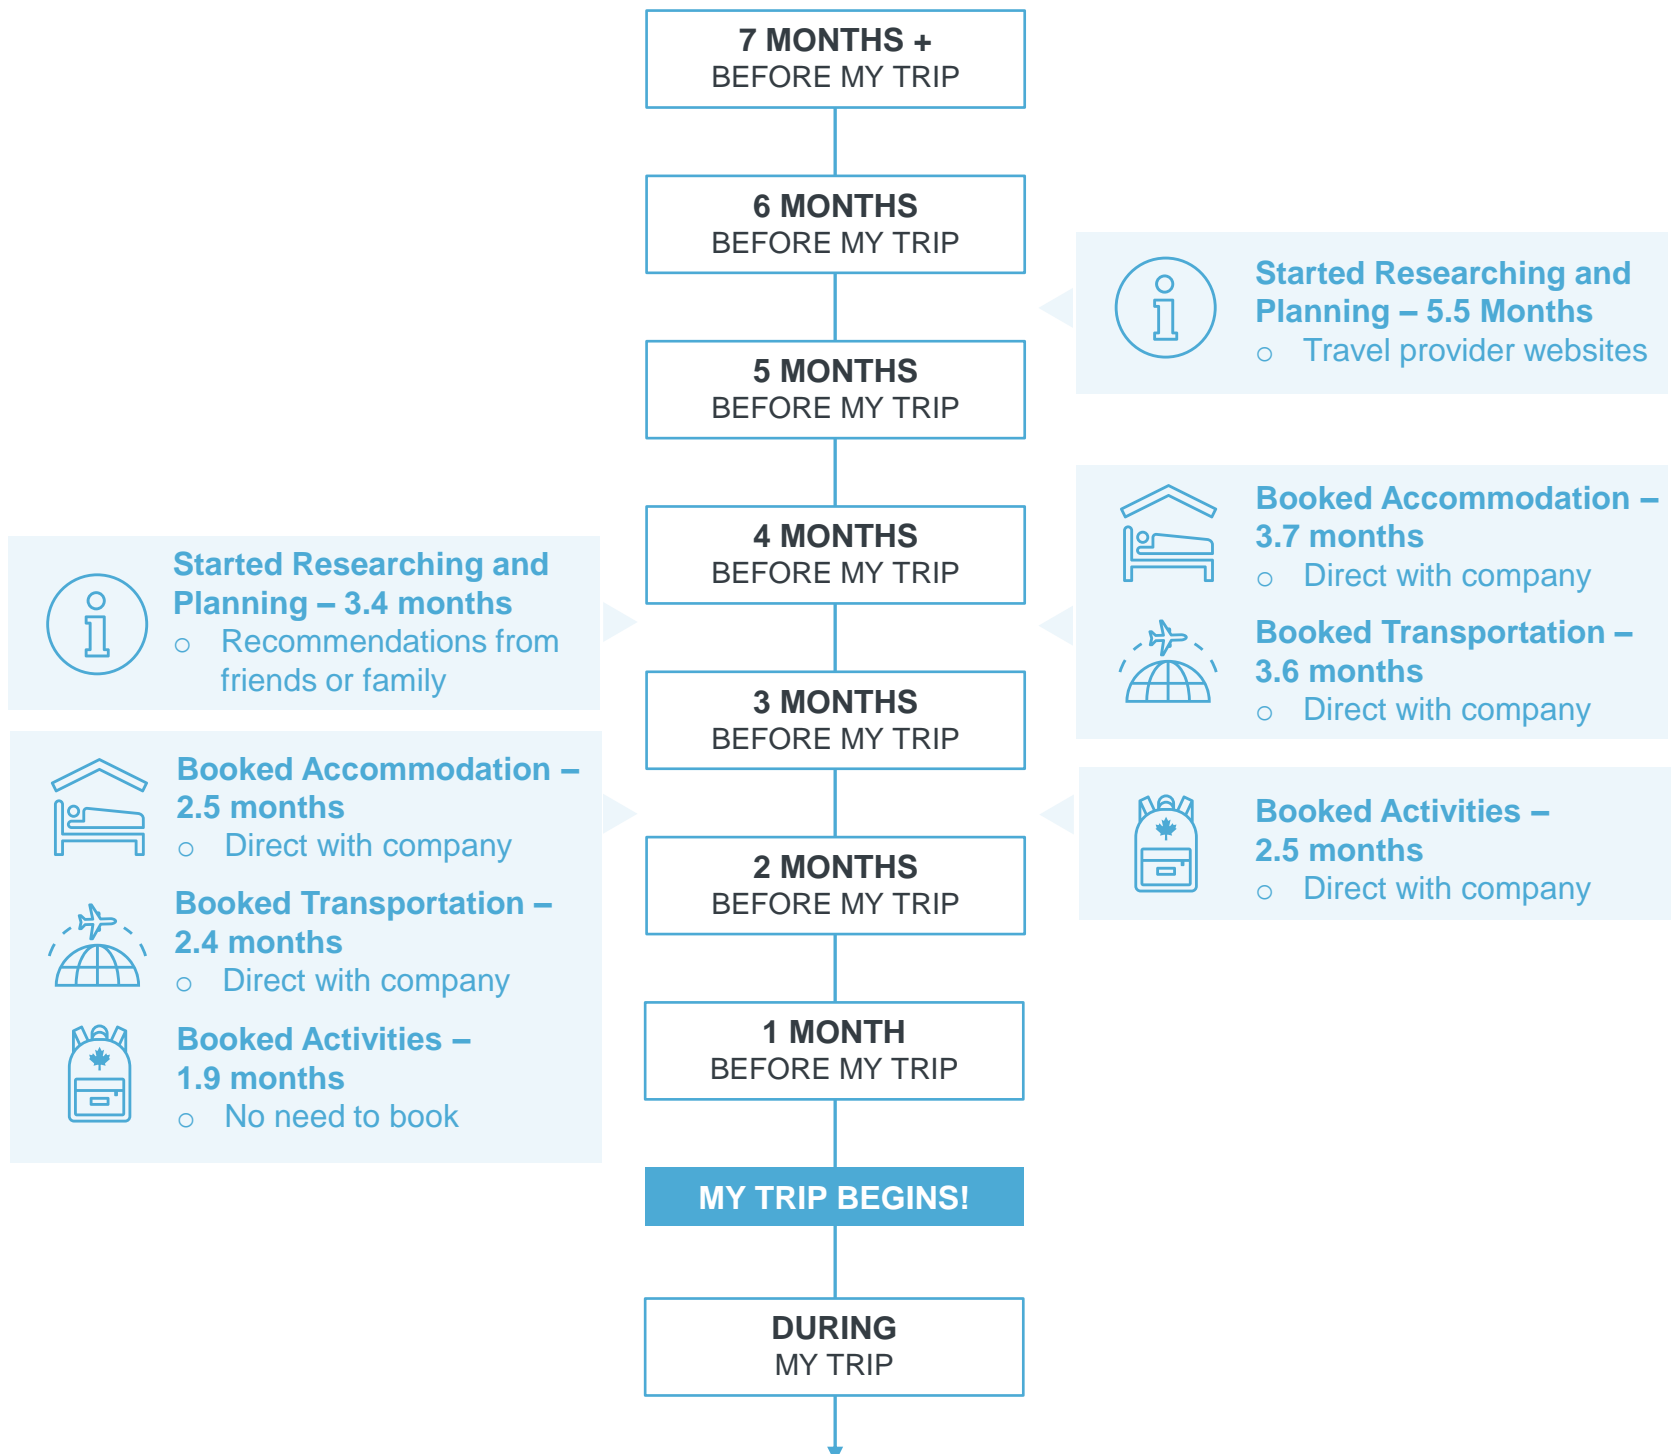 7 MONTHS +
BEFORE MY TRIP
6 MONTHS
BEFORE MY TRIP
Started Researching and
Planning – 5.5 Months
○ Travel provider websites
5 MONTHS
BEFORE MY TRIP
4 MONTHS
BEFORE MY TRIP
Booked Accommodation –
3.7 months
○ Direct with company
Booked Transportation –
3.6 months
○ Direct with company
Started Researching and
Planning – 3.4 months
○ Recommendations from
friends or family
3 MONTHS
BEFORE MY TRIP
Booked Accommodation –
2.5 months
○ Direct with company
Booked Transportation –
2.4 months
○ Direct with company
Booked Activities –
1.9 months
○ No need to book
Booked Activities –
2.5 months
○ Direct with company
2 MONTHS
BEFORE MY TRIP
1 MONTH
BEFORE MY TRIP
MY TRIP BEGINS!
DURING
MY TRIP